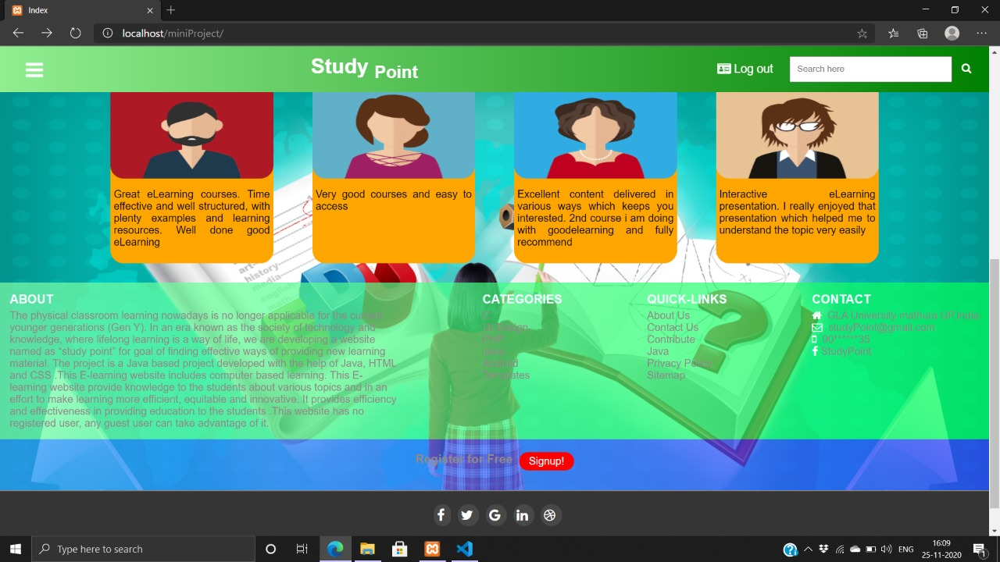 Index
localhost/miniProject/
Study Point
Log out
Search here
Great eLearning courses. Time
effective and well structured, with
plenty examples and learning
resources. Well done good
eLearning
Very good courses and easy to
access
Excellent content delivered in
various ways which keeps you
interested. 2nd course i am doing
with goodelearning and fully
recommend
Interactive eLearning
presentation. I really enjoyed that
presentation which helped me to
understand the topic very easily
art
history
media
english
ABOUT
The physical classroom learning nowadays is no longer applicable for the current
younger generations (Gen Y). In an era known as the society of technology and
knowledge, where lifelong learning is a way of life, we are developing a website
named as “study point” for goal of finding effective ways of providing new learning
material. The project is a Java based project developed with the help of Java, HTML
and CSS .This E-learning website includes computer based learning. This E-
learning website provide knowledge to the students about various topics and in an
effort to make learning more efficient, equitable and innovative. It provides efficiency
and effectiveness in providing education to the students .This website has no
registered user, any guest user can take advantage of it.
CATEGORIES
C
UI Design
PHP
Java
Android
Templates
QUICK-LINKS
About Us
Contact Us
Contribute
Java
Privacy Policy
Sitemap
CONTACT
GLA University mathura UP,India
studyPoint@gmail.com
90******35
StudyPoint
Register for Free Signup!
Type here to search
ENG
16:09
25-11-2020
1